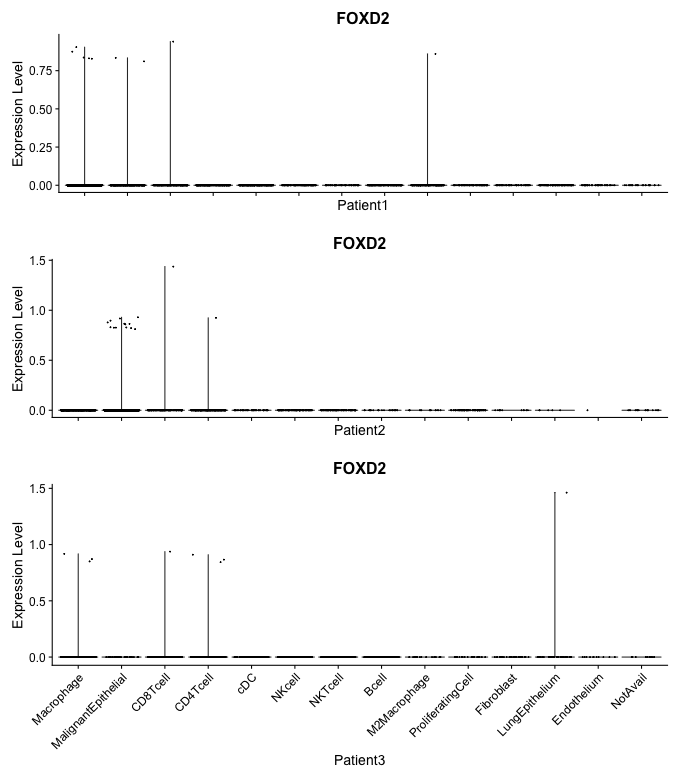 FOXD2
Expression Level
0.75
0.50
0.25
0.00
Patient1
FOXD2
Expression Level
1.5
1.0
0.5
0.0
Patient2
FOXD2
Expression Level
1.5
1.0
0.5
0.0
Macrophage
MalignantEpithelial
CD8Tcell
CD4Tcell
cDC
NKcell
NKTcell
Bcell
M2Macrophage
ProliferatingCell
Fibroblast
LungEpithelium
Endothelium
NotAvail
Patient3